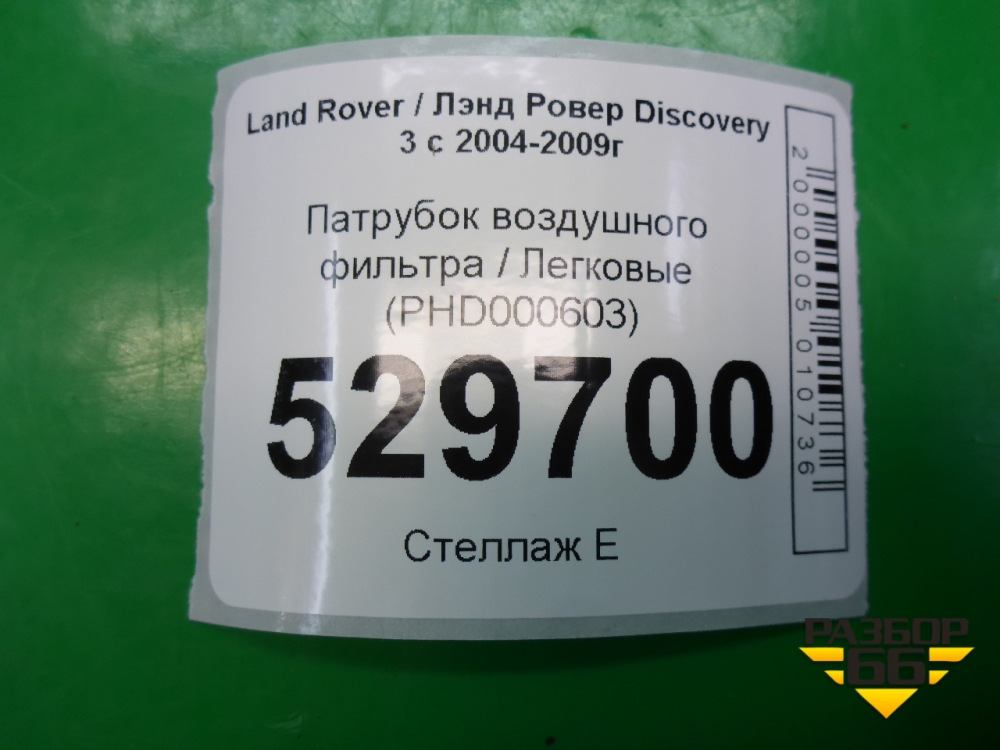 Land Rover / Лэнд Ровер Discovery
3 с 2004-2009г
Патрубок воздушного
фильтра / Легковые
(PHD000603)
529700
Стеллаж Е
2000005010736
РАЗБОР
66